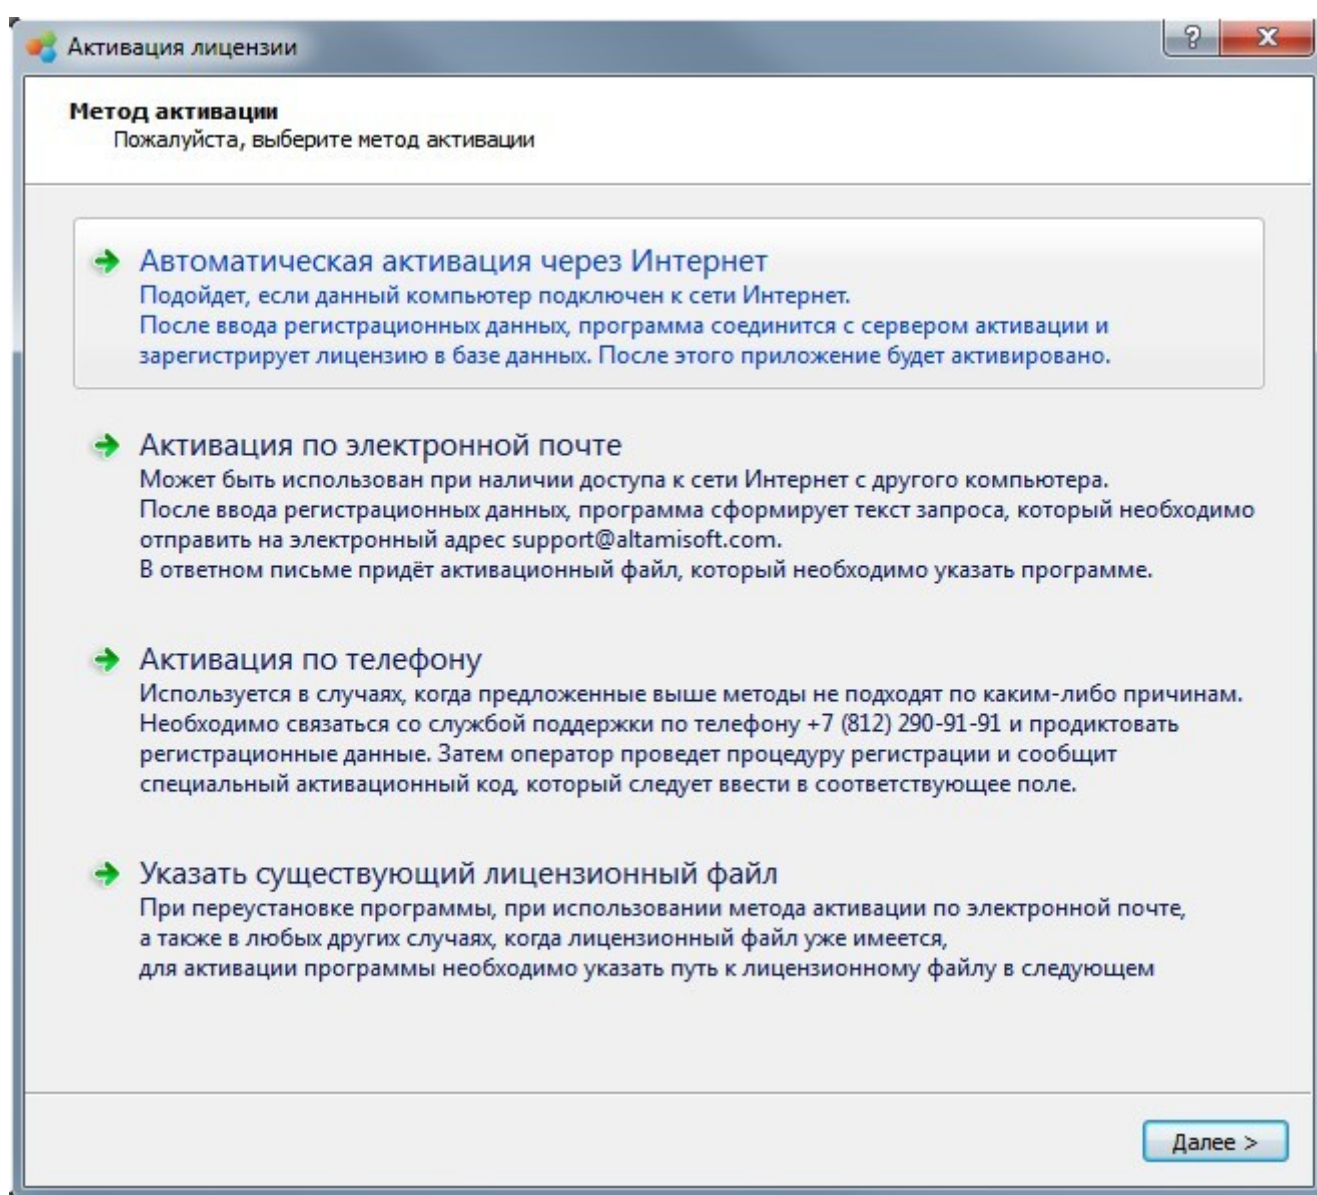 Активация лицензии
?
Метод активации
Пожалуйста, выберите метод активации
Автоматическая активация через Интернет
Подойдет, если данный компьютер подключен к сети Интернет.
После ввода регистрационных данных, программа соединится с сервером активации и
зарегистрирует лицензию в базе данных. После этого приложение будет активировано.
Активация по электронной почте
Может быть использован при наличии доступа к сети Интернет с другого компьютера.
После ввода регистрационных данных, программа сформирует текст запроса, который необходимо
отправить на электронный адрес support@altamisoft.com.
В ответном письме придёт активационный файл, который необходимо указать программе.
Активация по телефону
Используется в случаях, когда предложенные выше методы не подходят по каким-либо причинам.
Необходимо связаться со службой поддержки по телефону +7 (812) 290-91-91 и продиктовать
регистрационные данные. Затем оператор проведет процедуру регистрации и сообщит
специальный активационный код, который следует ввести в соответствующее поле.
Указать существующий лицензионный файл
При переустановке программы, при использовании метода активации по электронной почте,
а также в любых других случаях, когда лицензионный файл уже имеется,
для активации программы необходимо указать путь к лицензионному файлу в следующем
Далее >